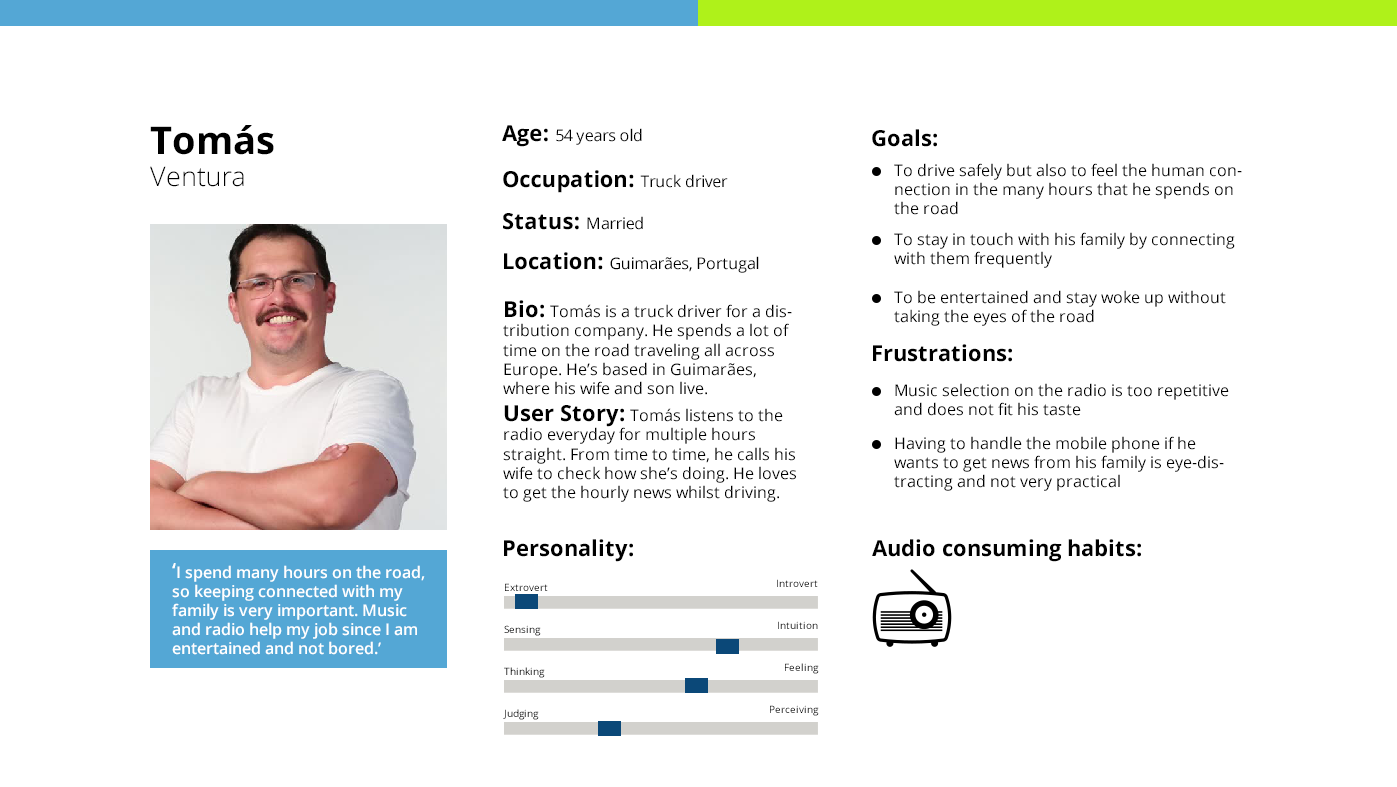 Tomás
Ventura
‘I spend many hours on the road,
so keeping connected with my
family is very important. Music
and radio help my job since I am
entertained and not bored.’
Age: 54 years old
Occupation: Truck driver
Status: Married
Location: Guimarães, Portugal
Bio: Tomás is a truck driver for a dis-
tribution company. He spends a lot of
time on the road traveling all across
Europe. He’s based in Guimarães,
where his wife and son live.
User Story: Tomás listens to the
radio everyday for multiple hours
straight. From time to time, he calls his
wife to check how she’s doing. He loves
to get the hourly news whilst driving.
Personality:
Extrovert Introvert
Sensing Intuition
Thinking Feeling
Judging Perceiving
Goals:
To drive safely but also to feel the human con-
nection in the many hours that he spends on
the road
To stay in touch with his family by connecting
with them frequently
To be entertained and stay woke up without
taking the eyes of the road
Frustrations:
Music selection on the radio is too repetitive
and does not fit his taste
Having to handle the mobile phone if he
wants to get news from his family is eye-dis-
tracting and not very practical
Audio consuming habits: